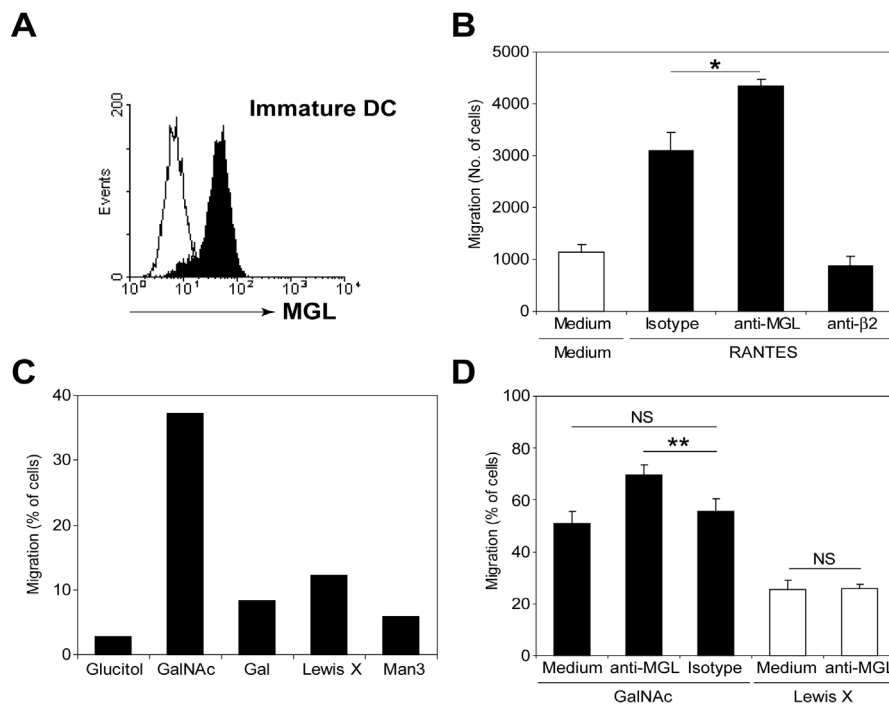 A
Immature DC
200
Events
0
10⁰ 10¹ 10² 10³ 10⁴
MGL
B
5000
4000
3000
2000
1000
0
Migration (No. of cells)
*
Medium Isotype anti-MGL anti-β2
Medium RANTES
C
40
30
20
10
0
Migration (% of cells)
Glucitol GalNAc Gal Lewis X Man3
D
100
80
60
40
20
0
Migration (% of cells)
NS
**
NS
Medium anti-MGL Isotype Medium anti-MGL
GalNAc Lewis X